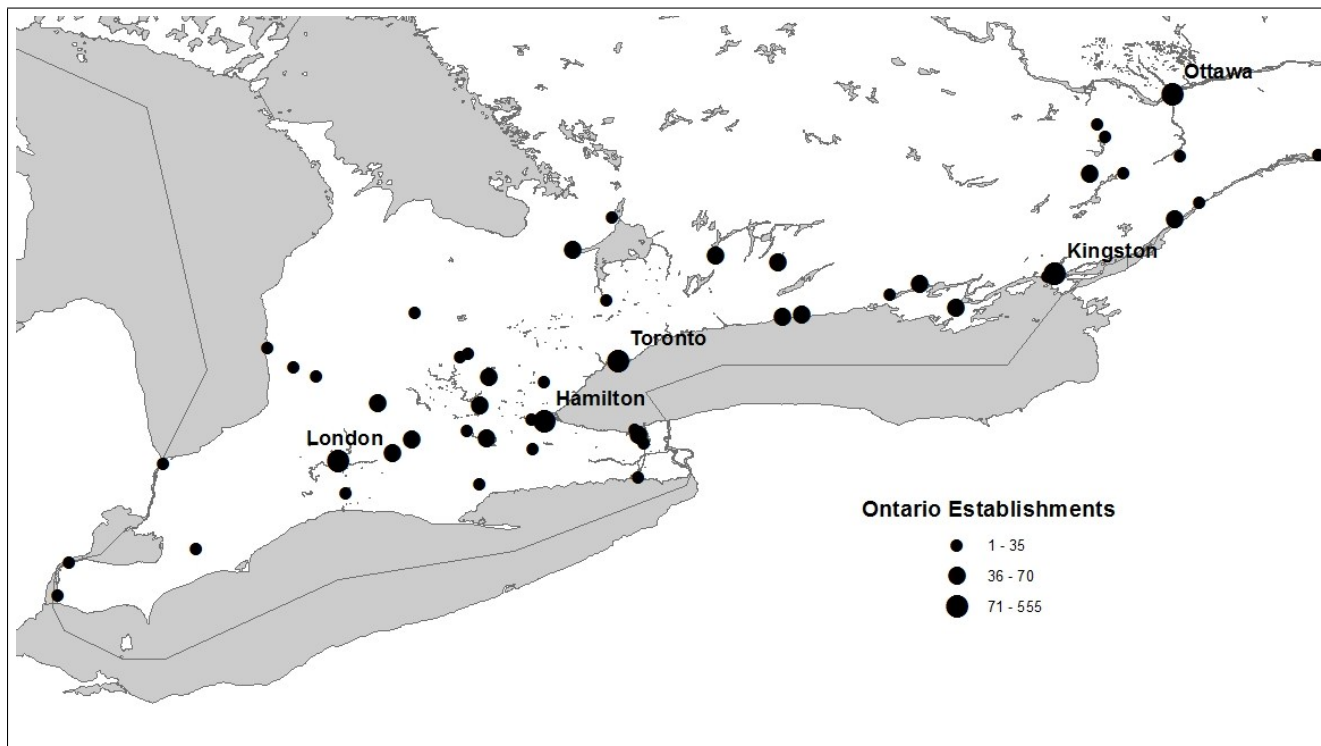 Ottawa
Kingston
Toronto
Hamilton
London
Ontario Establishments
1 - 35
36 - 70
71 - 555